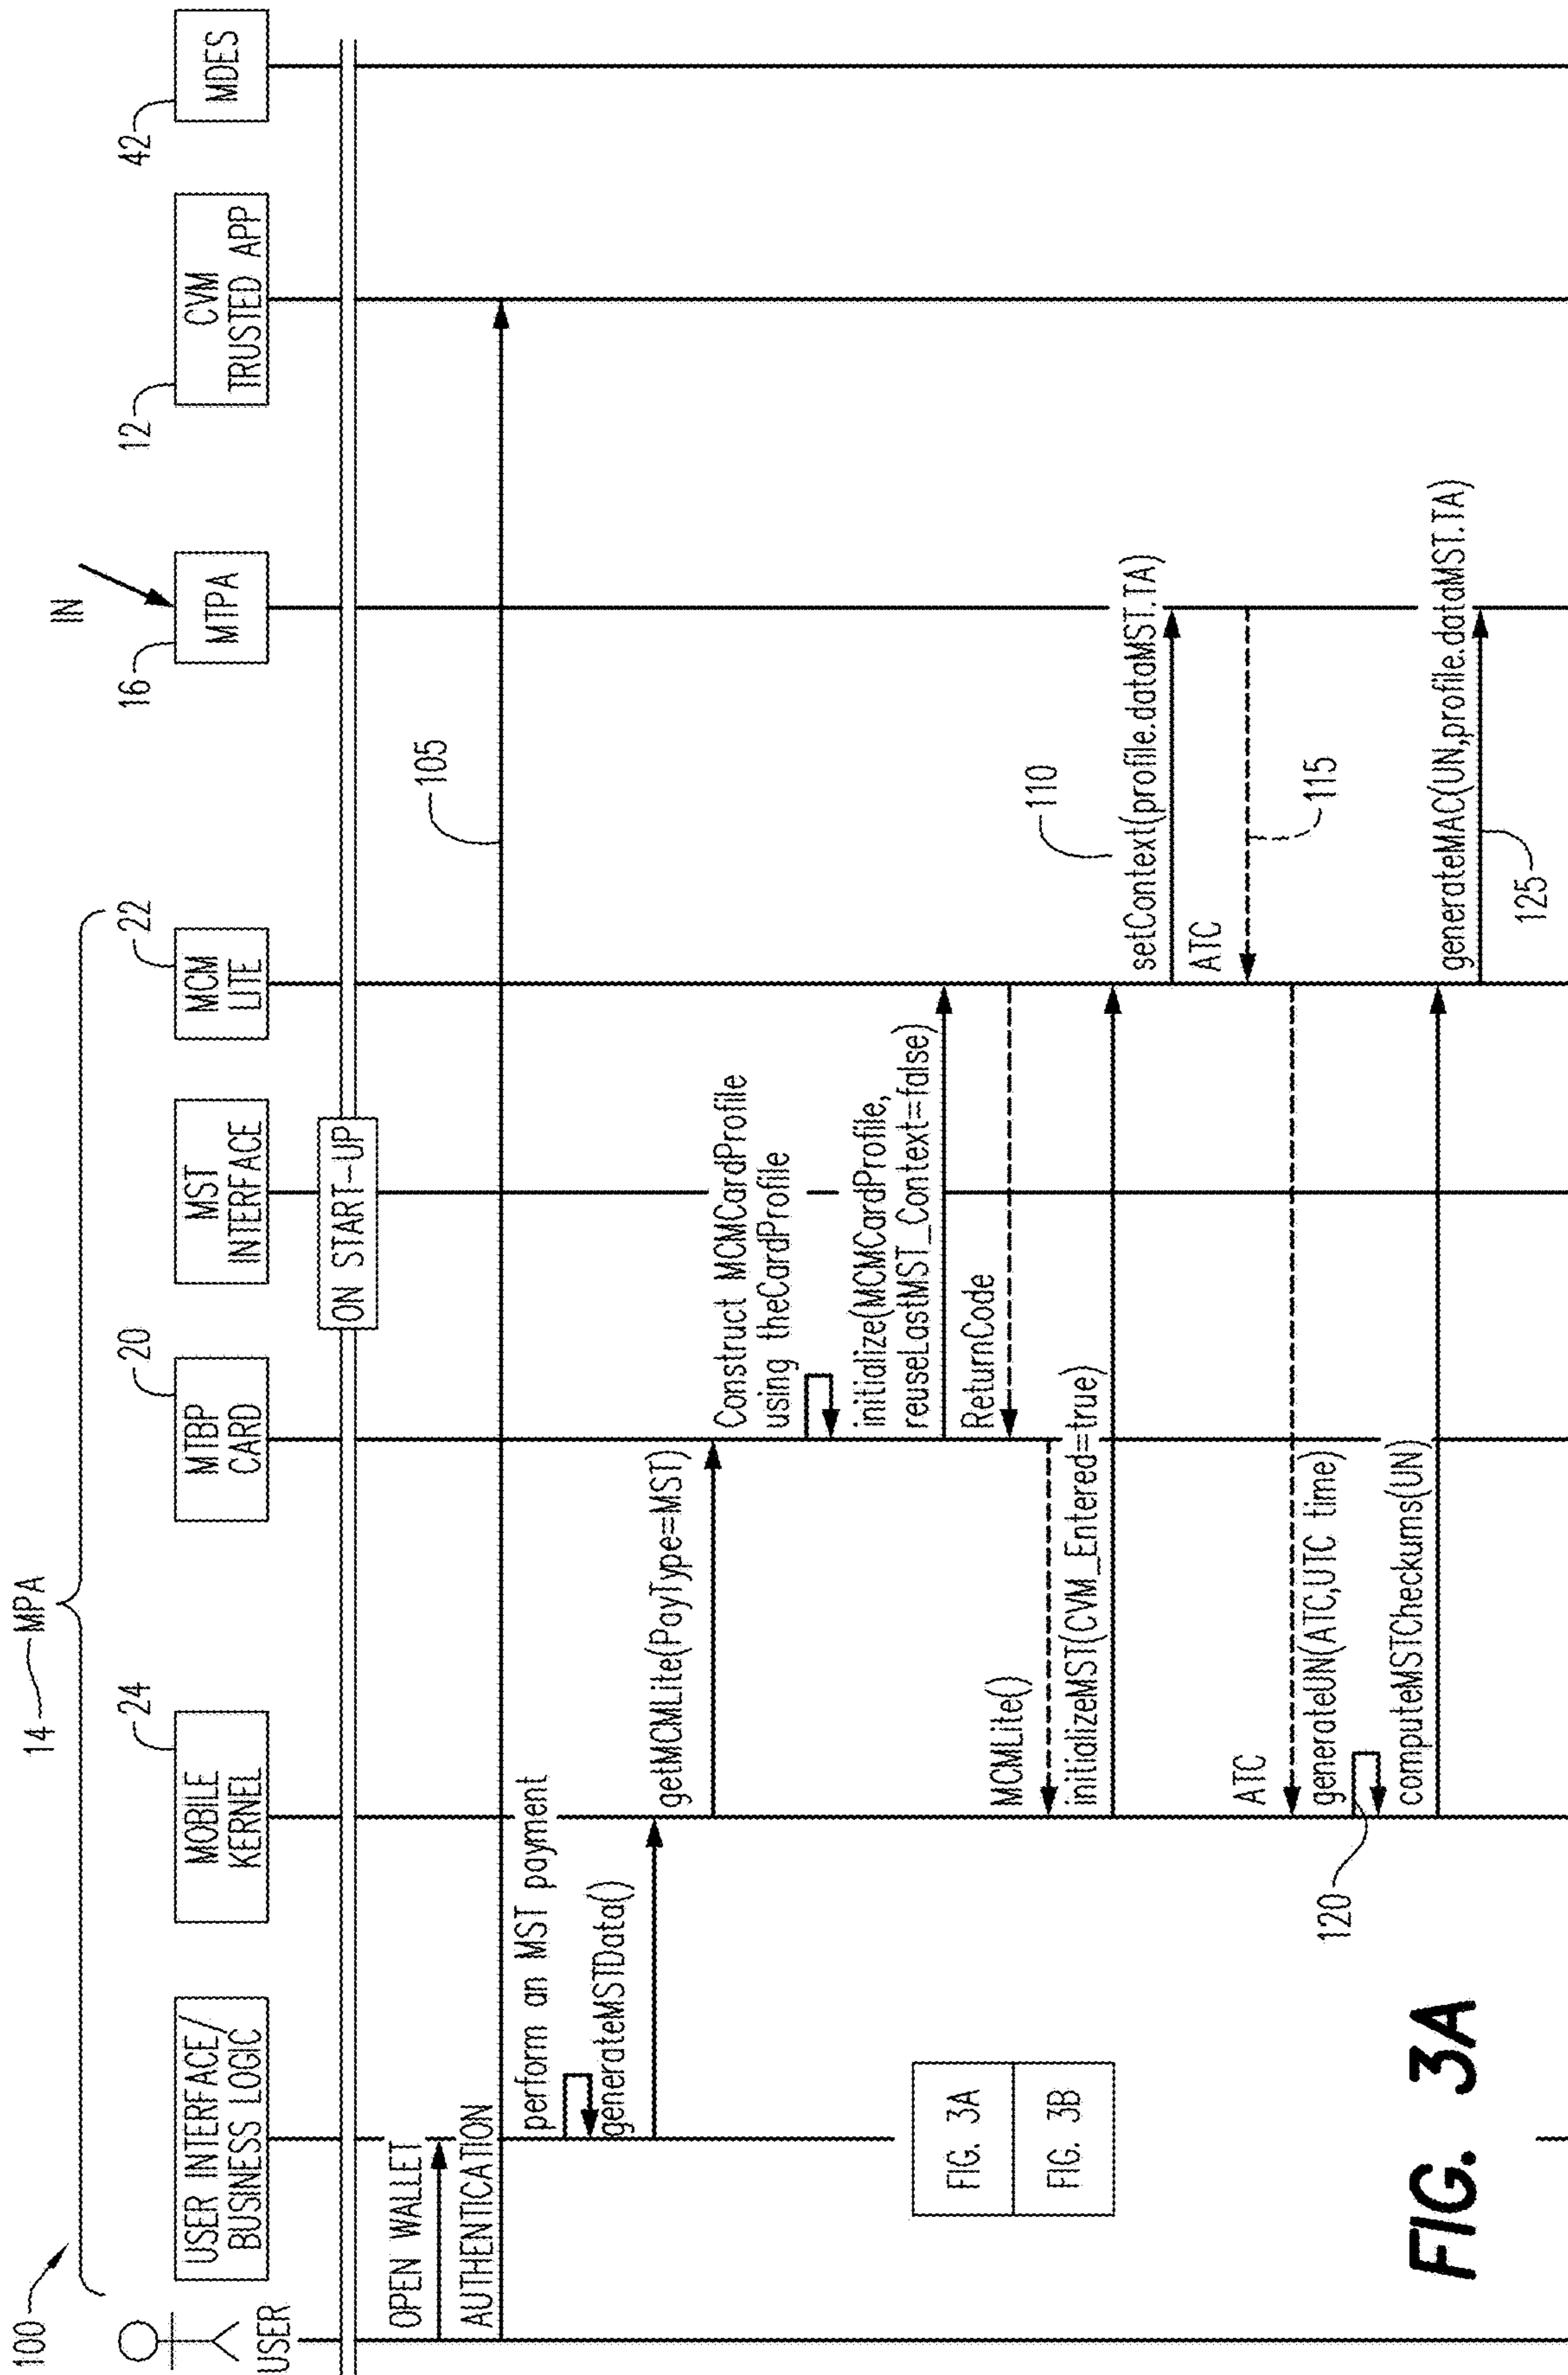 100
14
MPA
USER
USER INTERFACE/
BUSINESS LOGIC
24
MOBILE
KERNEL
20
MTBP
CARD
MST
INTERFACE
22
MCM
LITE
IN
16
MTPA
12
CVM
TRUSTED APP
42
MDES
ON START-UP
OPEN WALLET
AUTHENTICATION
105
perform an MST payment
generateMSTData()
getMCMLite(PayType=MST)
Construct MCMCardProfile
using theCardProfile
initialize(MCMCardProfile,
reuseLastMST_Context=false)
ReturnCode
MCMLite()
initializeMST(CVM_Entered=true)
110
setContext(profile.dataMST.TA)
ATC
115
ATC
generateUN(ATC,UTC time)
120
computeMSTCheckums(UN)
generateMAC(UN,profile.dataMST.TA)
125
FIG. 3A
FIG. 3B
FIG. 3A